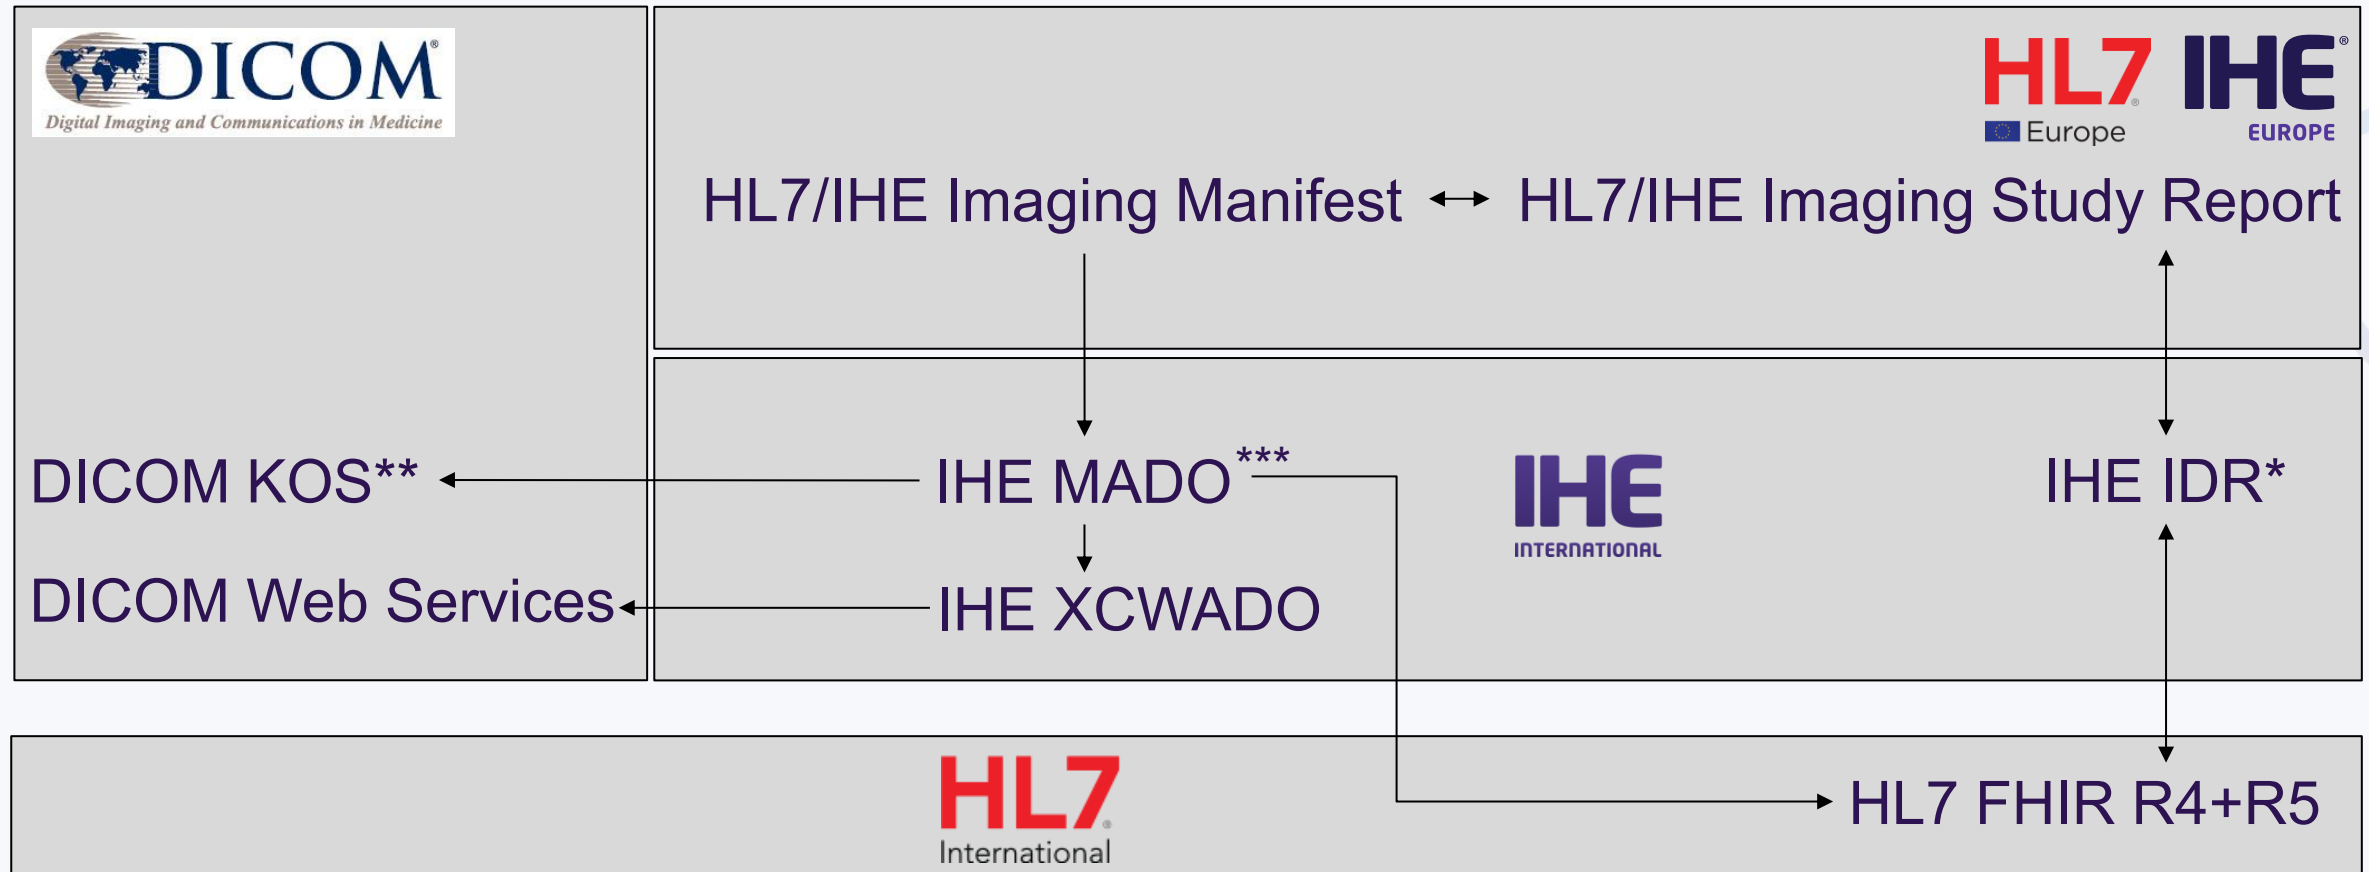 DICOM®
Digital Imaging and Communications in Medicine
HL7® IHE®
Europe EUROPE
HL7/IHE Imaging Manifest HL7/IHE Imaging Study Report
DICOM KOS** IHE MADO*** IHE IDR*
IHE
INTERNATIONAL
DICOM Web Services IHE XCWADO
HL7®
International
HL7 FHIR R4+R5